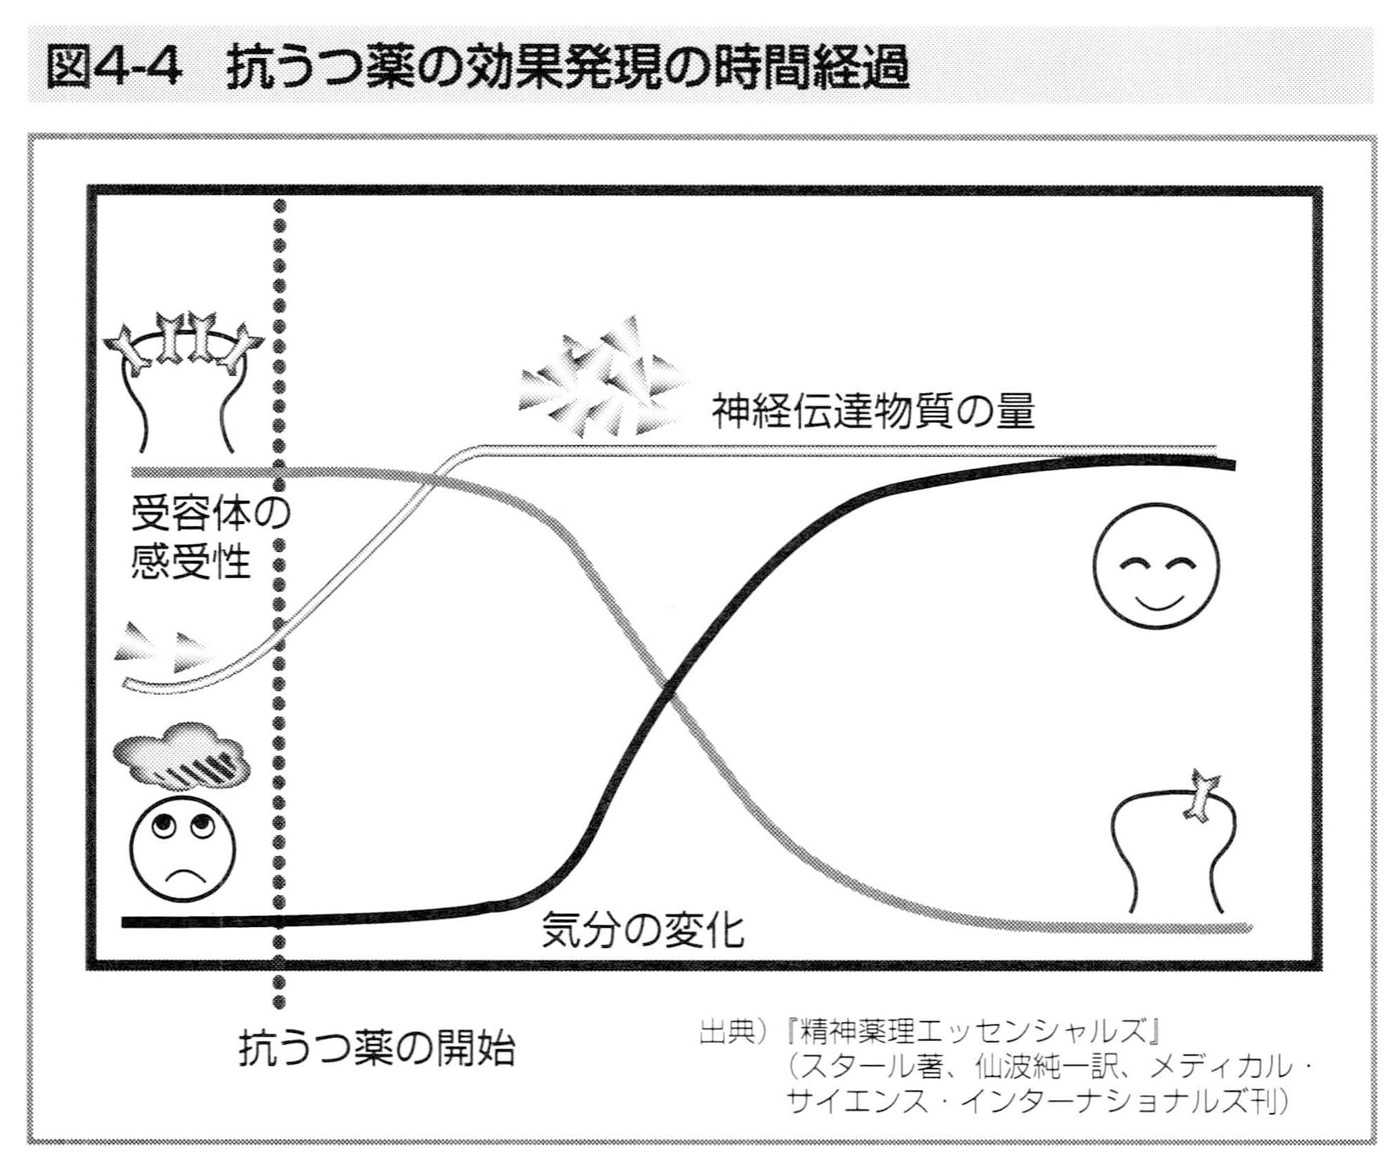 図4-4 抗うつ薬の効果発現の時間経過
神経伝達物質の量
受容体の
感受性
気分の変化
抗うつ薬の開始
出典）『精神薬理エッセンシャルズ』
（スタール著、仙波純一訳、メディカル・
サイエンス・インターナショナルズ刊）